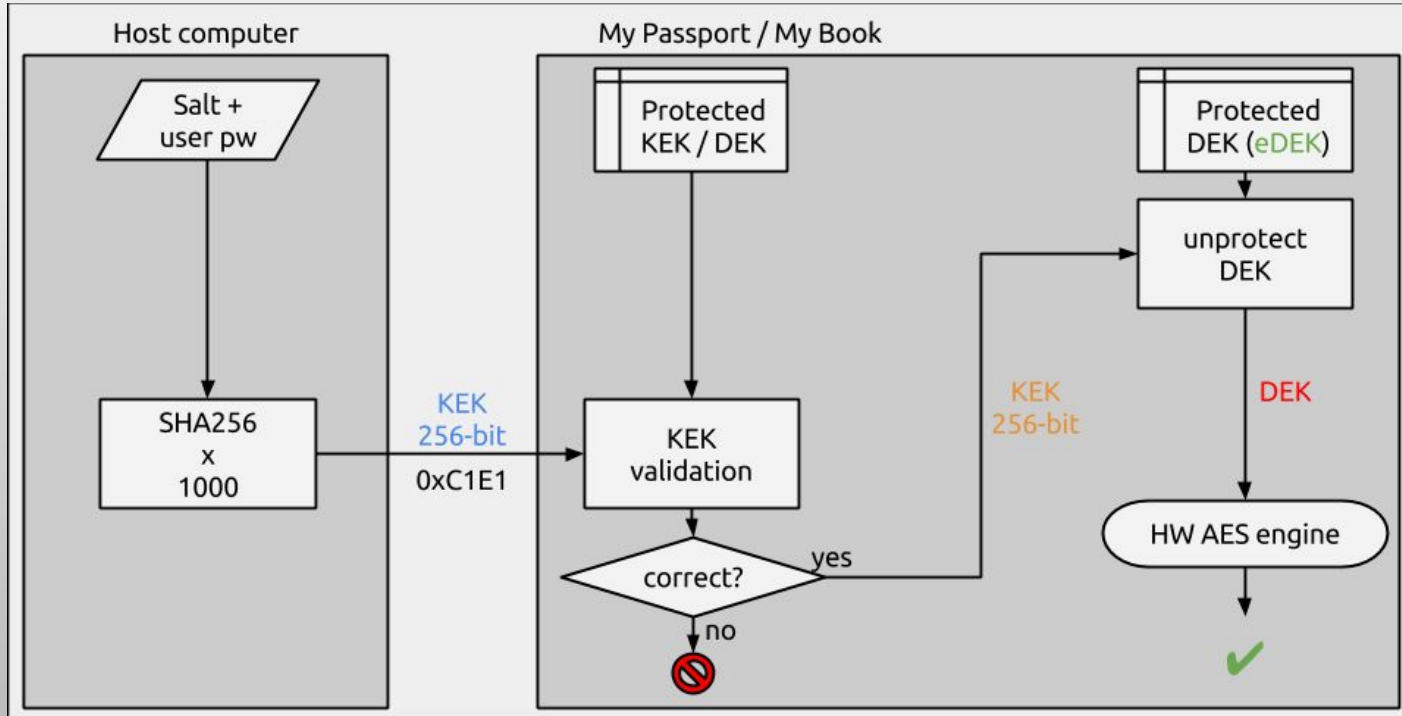 Host computer
My Passport / My Book
Salt +
user pw
SHA256
x
1000
KEK
256-bit
0xC1E1
Protected
KEK / DEK
KEK
validation
correct?
yes
no
KEK
256-bit
Protected
DEK (eDEK)
unprotect
DEK
DEK
HW AES engine